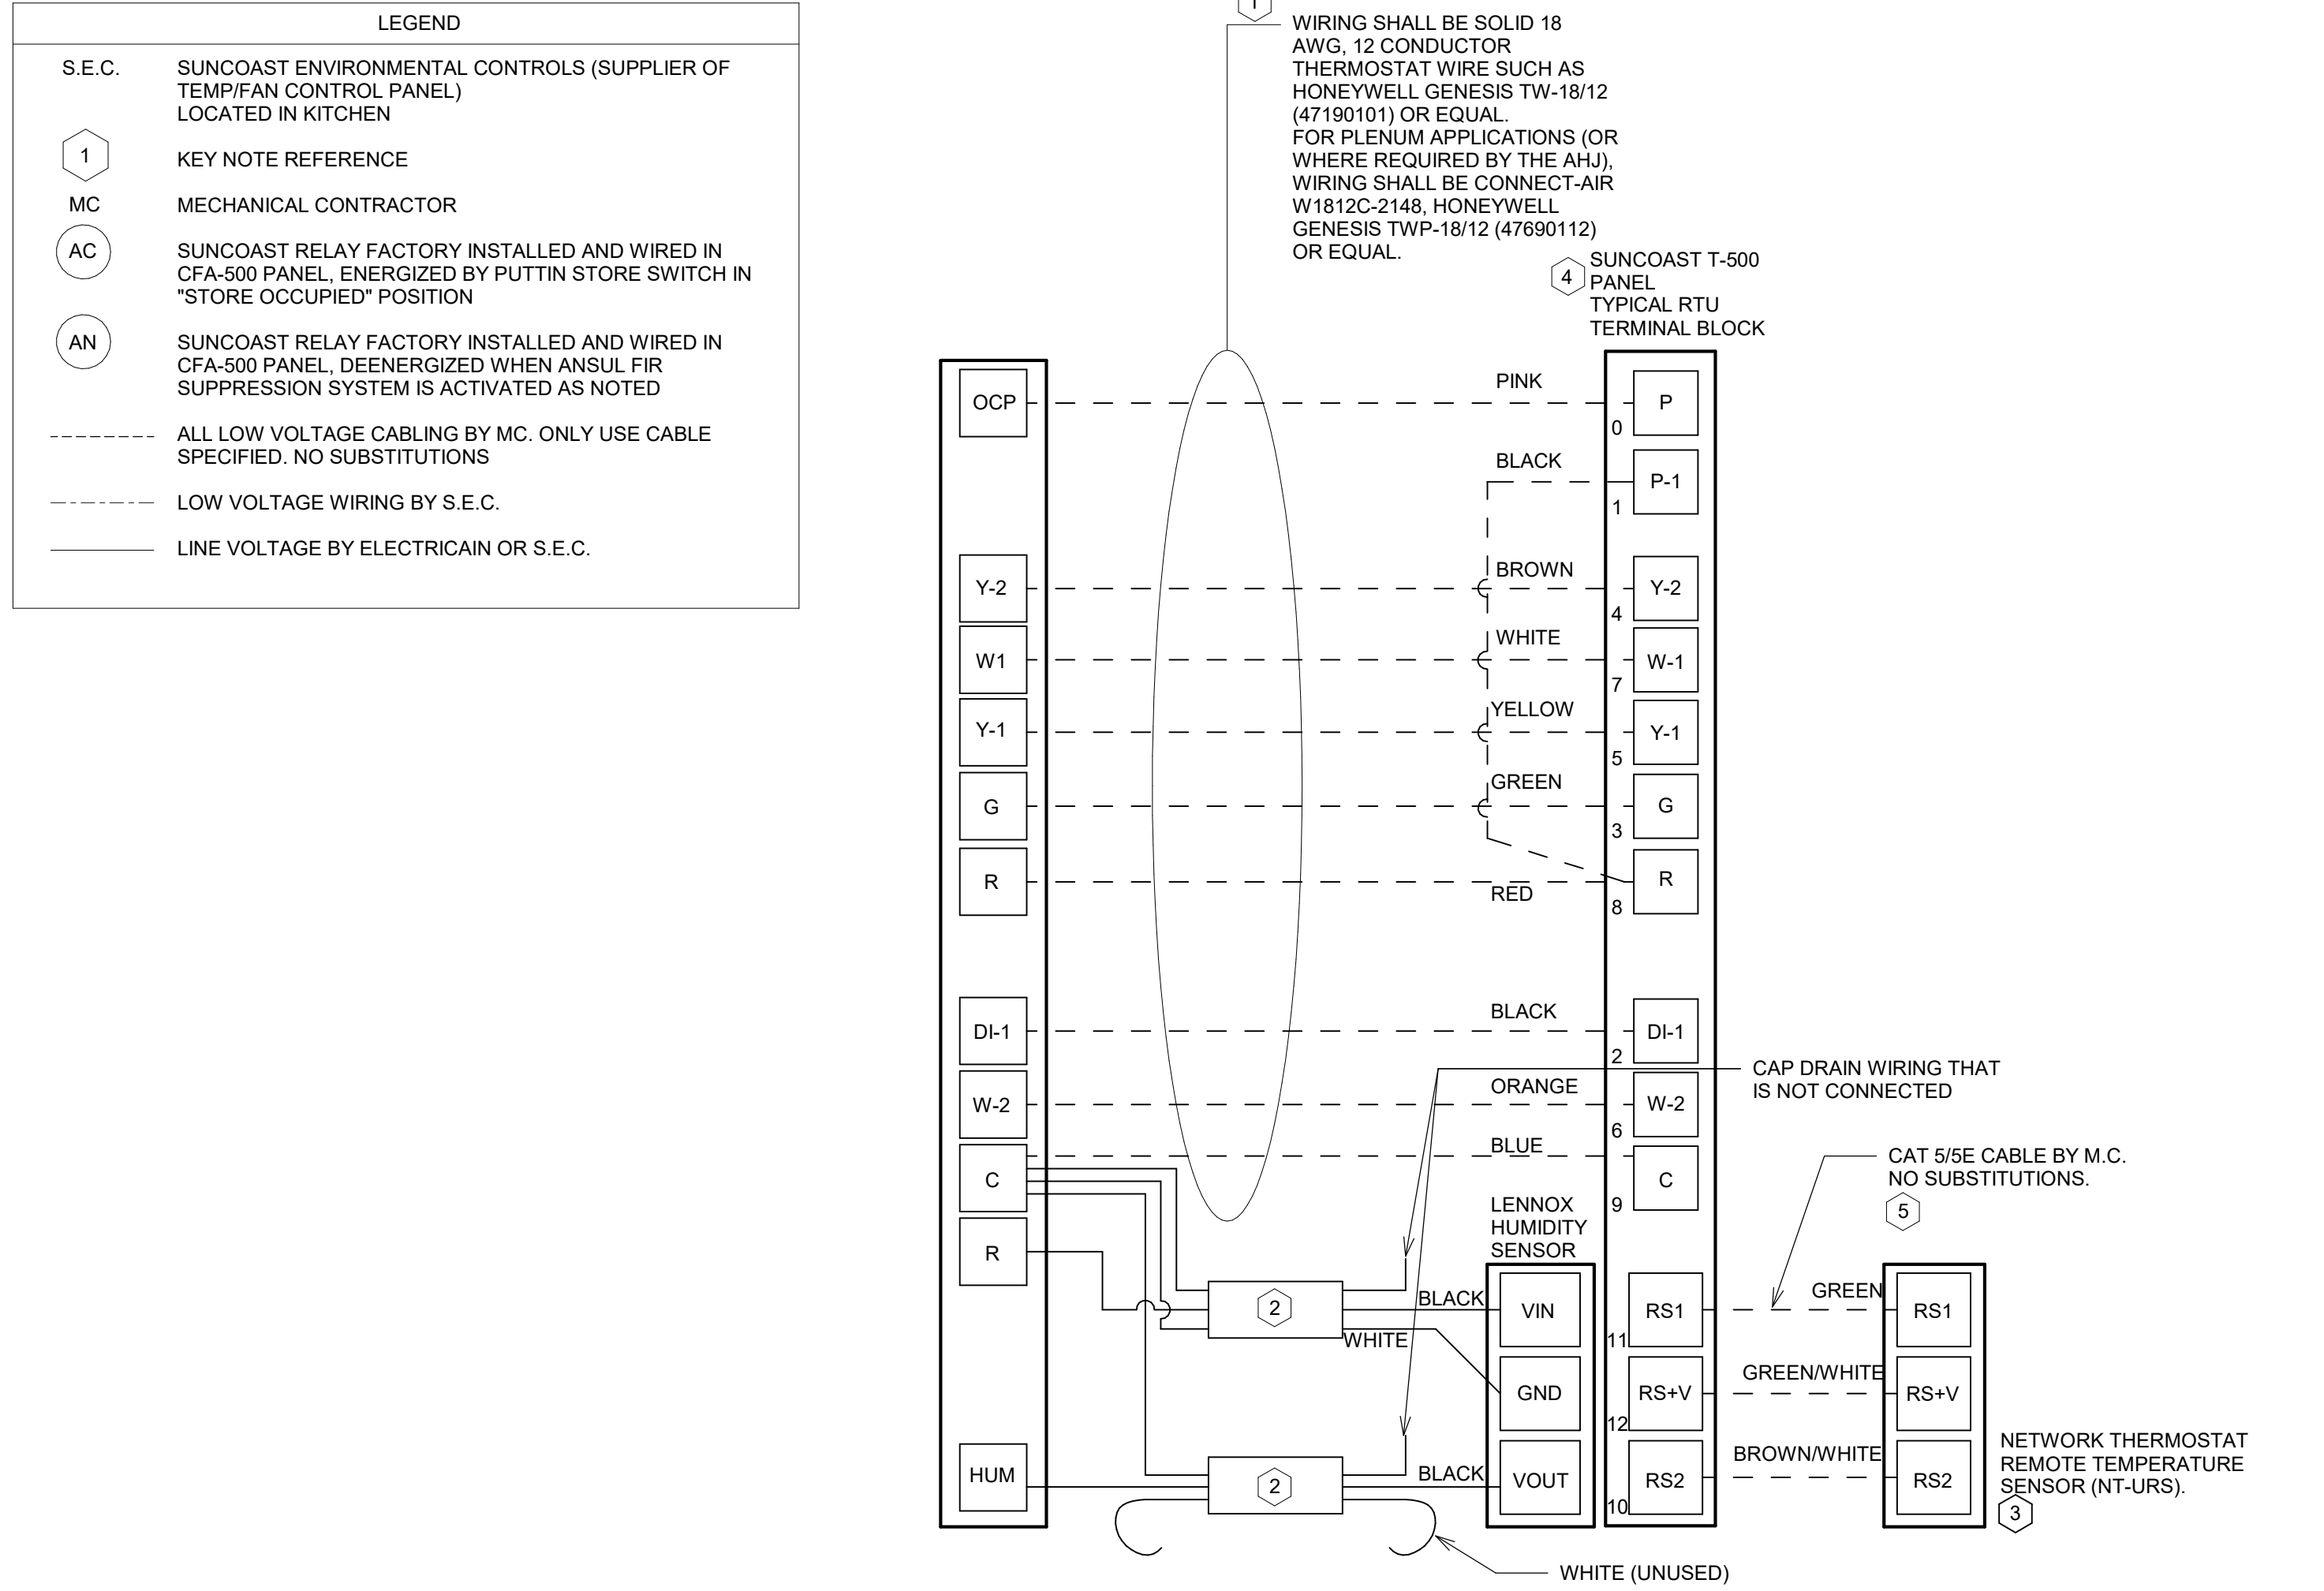 LEGEND
S.E.C.
SUNCOAST ENVIRONMENTAL CONTROLS (SUPPLIER OF
TEMP/FAN CONTROL PANEL)
LOCATED IN KITCHEN
1
KEY NOTE REFERENCE
MC
MECHANICAL CONTRACTOR
AC
SUNCOAST RELAY FACTORY INSTALLED AND WIRED IN
CFA-500 PANEL, ENERGIZED BY PUTTIN STORE SWITCH IN
"STORE OCCUPIED" POSITION
AN
SUNCOAST RELAY FACTORY INSTALLED AND WIRED IN
CFA-500 PANEL, DEENERGIZED WHEN ANSUL FIR
SUPPRESSION SYSTEM IS ACTIVATED AS NOTED
ALL LOW VOLTAGE CABLING BY MC. ONLY USE CABLE
SPECIFIED. NO SUBSTITUTIONS
LOW VOLTAGE WIRING BY S.E.C.
LINE VOLTAGE BY ELECTRICAIN OR S.E.C.
1
WIRING SHALL BE SOLID 18
AWG, 12 CONDUCTOR
THERMOSTAT WIRE SUCH AS
HONEYWELL GENESIS TW-18/12
(47190101) OR EQUAL.
FOR PLENUM APPLICATIONS (OR
WHERE REQUIRED BY THE AHJ),
WIRING SHALL BE CONNECT-AIR
W1812C-2148, HONEYWELL
GENESIS TWP-18/12 (47690112)
OR EQUAL.
4
SUNCOAST T-500
PANEL
TYPICAL RTU
TERMINAL BLOCK
OCP
PINK
P
0
BLACK
P-1
1
Y-2
BROWN
Y-2
4
W1
WHITE
W-1
7
Y-1
YELLOW
Y-1
5
G
GREEN
G
3
R
RED
R
8
DI-1
BLACK
DI-1
2
CAP DRAIN WIRING THAT
IS NOT CONNECTED
W-2
ORANGE
W-2
6
C
BLUE
C
9
CAT 5/5E CABLE BY M.C.
NO SUBSTITUTIONS.
5
R
LENNOX
HUMIDITY
SENSOR
2
BLACK
VIN
RS1
11
GREEN
RS1
WHITE
GND
RS+V
12
GREEN/WHITE
RS+V
HUM
2
BLACK
VOUT
RS2
10
BROWN/WHITE
RS2
NETWORK THERMOSTAT
REMOTE TEMPERATURE
SENSOR (NT-URS).
3
WHITE (UNUSED)